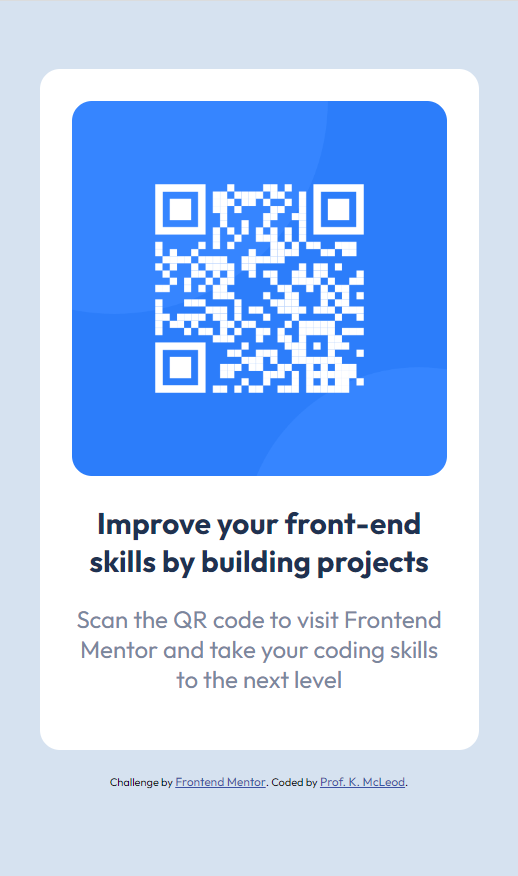 Improve your front-end
skills by building projects
Scan the QR code to visit Frontend
Mentor and take your coding skills
to the next level
Challenge by Frontend Mentor. Coded by Prof. K. McLeod.